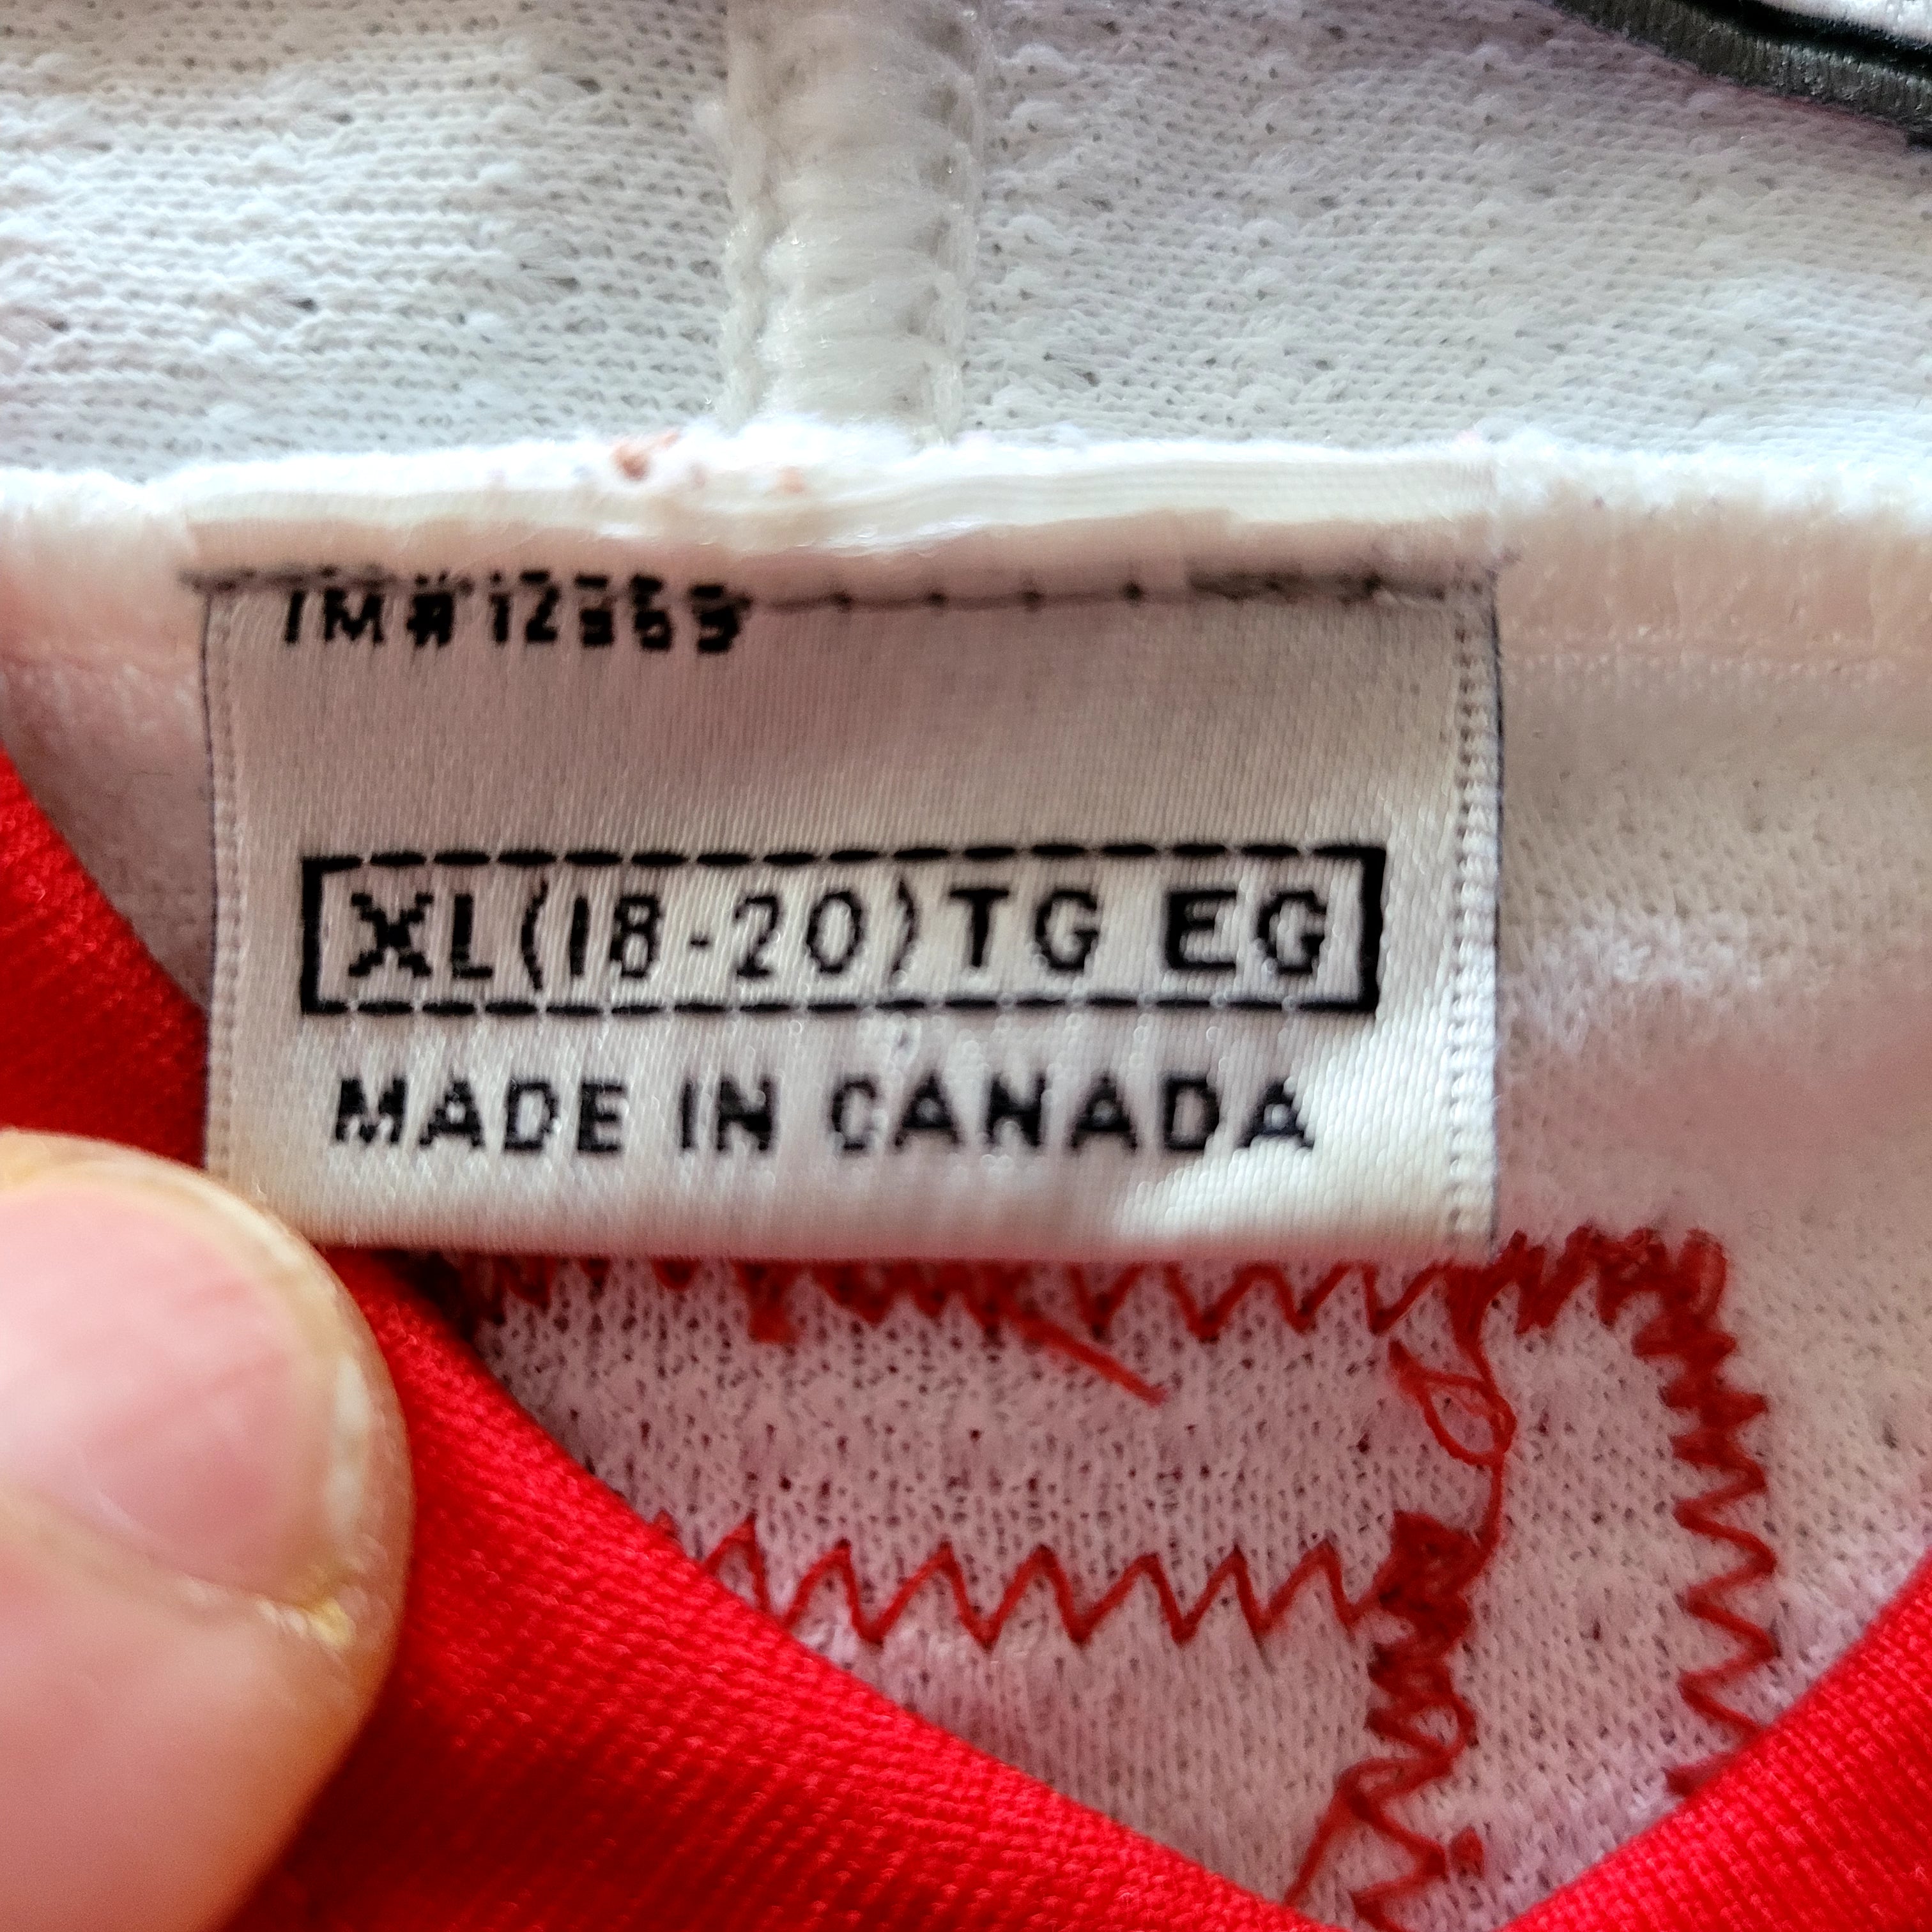 XL(18-20)TG EG
MADE IN CANADA